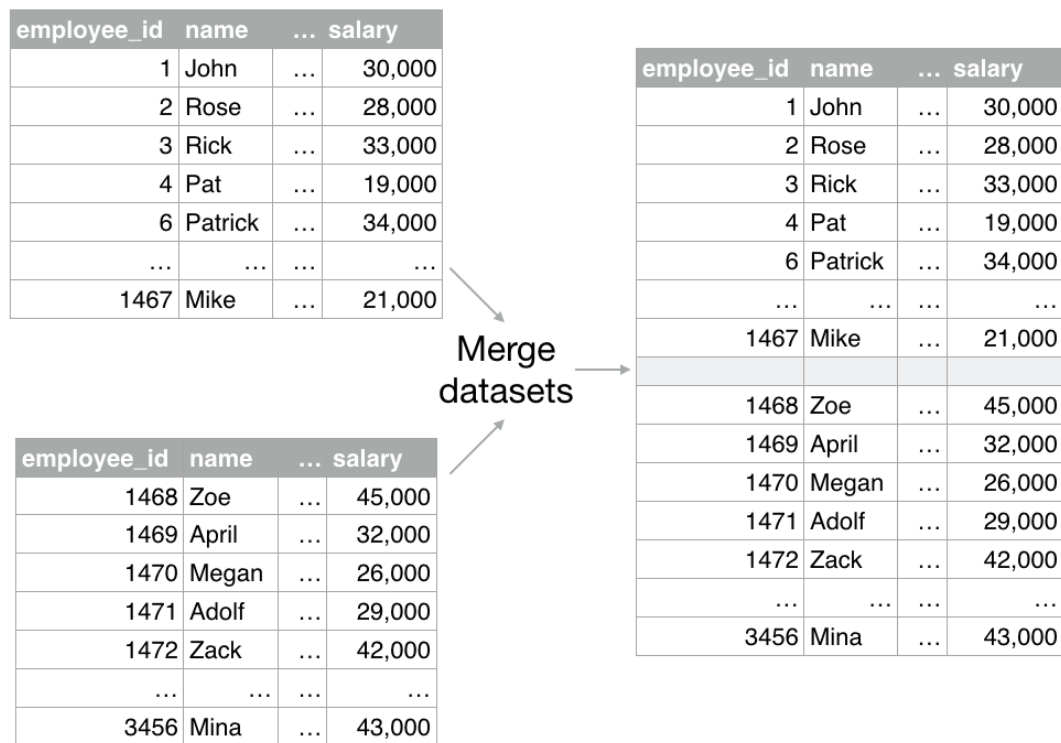 employee_id name … salary
1 John … 30,000
2 Rose … 28,000
3 Rick … 33,000
4 Pat … 19,000
6 Patrick … 34,000
… … … …
1467 Mike … 21,000
Merge
datasets
employee_id name … salary
1468 Zoe … 45,000
1469 April … 32,000
1470 Megan … 26,000
1471 Adolf … 29,000
1472 Zack … 42,000
… … … …
3456 Mina … 43,000
employee_id name … salary
1 John … 30,000
2 Rose … 28,000
3 Rick … 33,000
4 Pat … 19,000
6 Patrick … 34,000
… … … …
1467 Mike … 21,000
1468 Zoe … 45,000
1469 April … 32,000
1470 Megan … 26,000
1471 Adolf … 29,000
1472 Zack … 42,000
… … … …
3456 Mina … 43,000